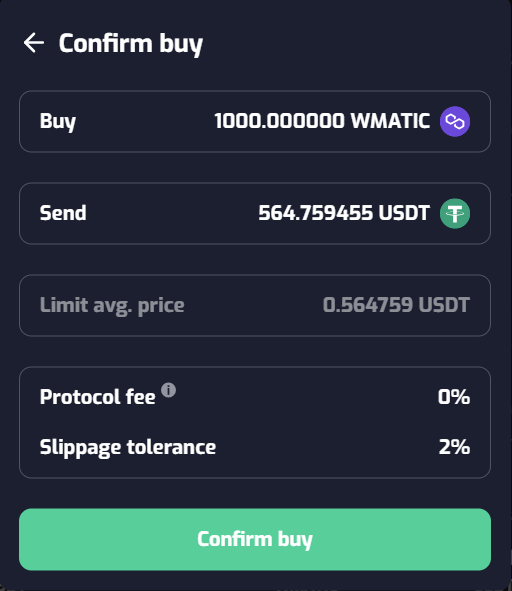 Confirm buy
Buy 1000.000000 WMATIC
Send 564.759455 USDT
Limit avg. price 0.564759 USDT
Protocol fee 0%
Slippage tolerance 2%
Confirm buy